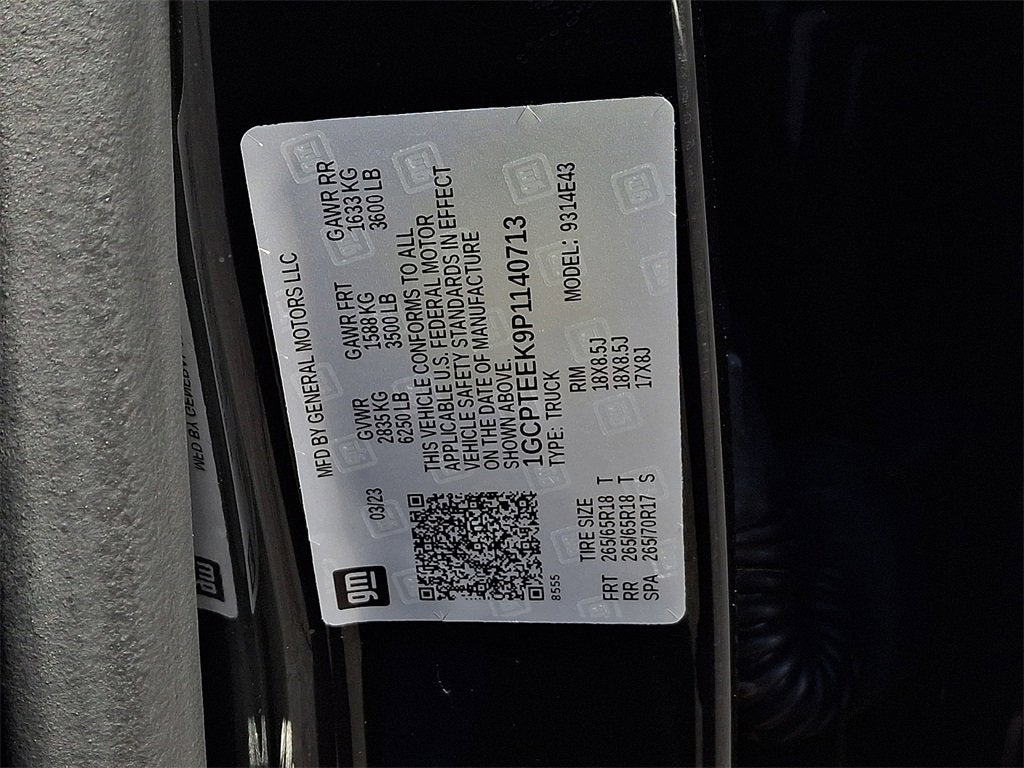 gm
MFD BY GENERAL MOTORS LLC
03/23
GVWR GAWR FRT GAWR RR
2835 KG 1588 KG 1633 KG
6250 LB 3500 LB 3600 LB
THIS VEHICLE CONFORMS TO ALL
APPLICABLE U.S. FEDERAL MOTOR
VEHICLE SAFETY STANDARDS IN EFFECT
ON THE DATE OF MANUFACTURE
SHOWN ABOVE.
1GCPTEEK9P1140713
8555
TYPE: TRUCK MODEL: 9314E43
TIRE SIZE RIM
FRT 265/65R18 T 18X8.5J
RR 265/65R18 T 18X8.5J
SPA 265/70R17 S 17X8J